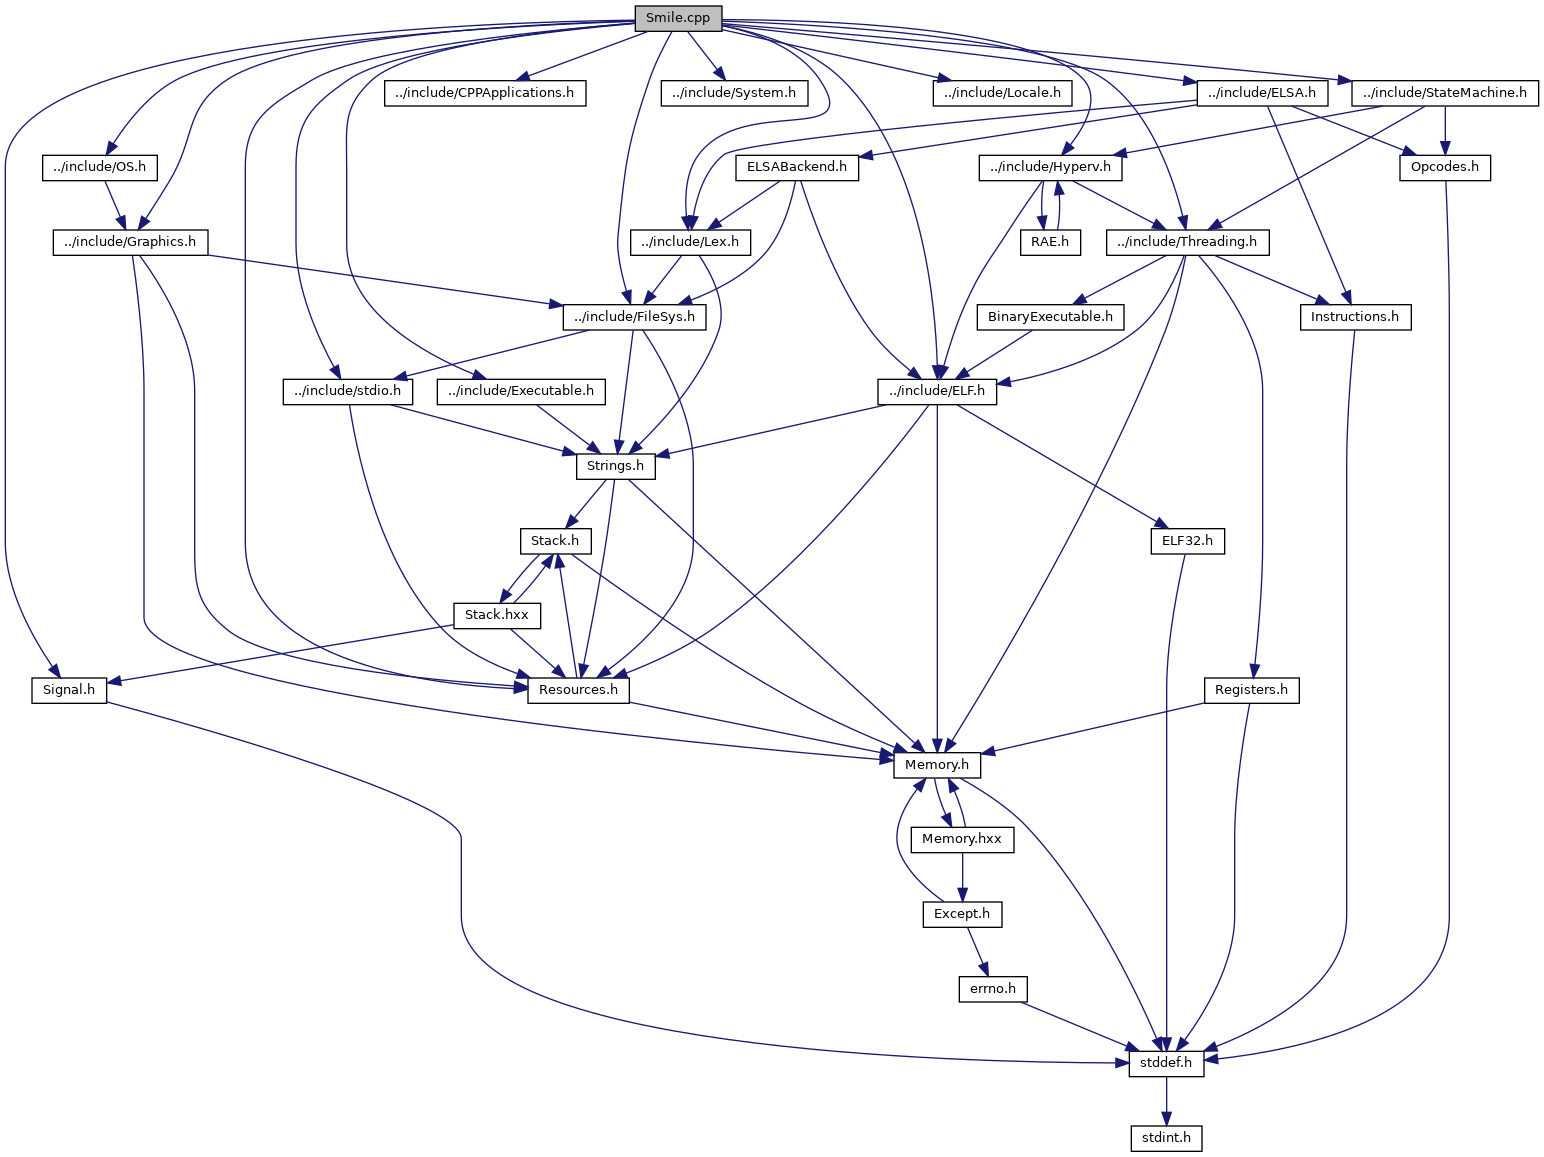 Smile.cpp
../include/CPPApplications.h
../include/System.h
../include/Locale.h
../include/ELSA.h
../include/StateMachine.h
../include/OS.h
ELSABackend.h
../include/Hyperv.h
Opcodes.h
../include/Graphics.h
../include/Lex.h
RAE.h
../include/Threading.h
../include/FileSys.h
BinaryExecutable.h
Instructions.h
../include/stdio.h
../include/Executable.h
../include/ELF.h
Strings.h
Stack.h
ELF32.h
Stack.hxx
Signal.h
Resources.h
Registers.h
Memory.h
Memory.hxx
Except.h
errno.h
stddef.h
stdint.h